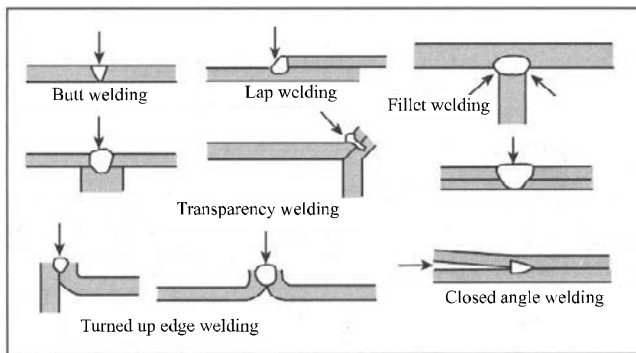 Butt welding
Lap welding
Fillet welding
Transparency welding
Turned up edge welding
Closed angle welding